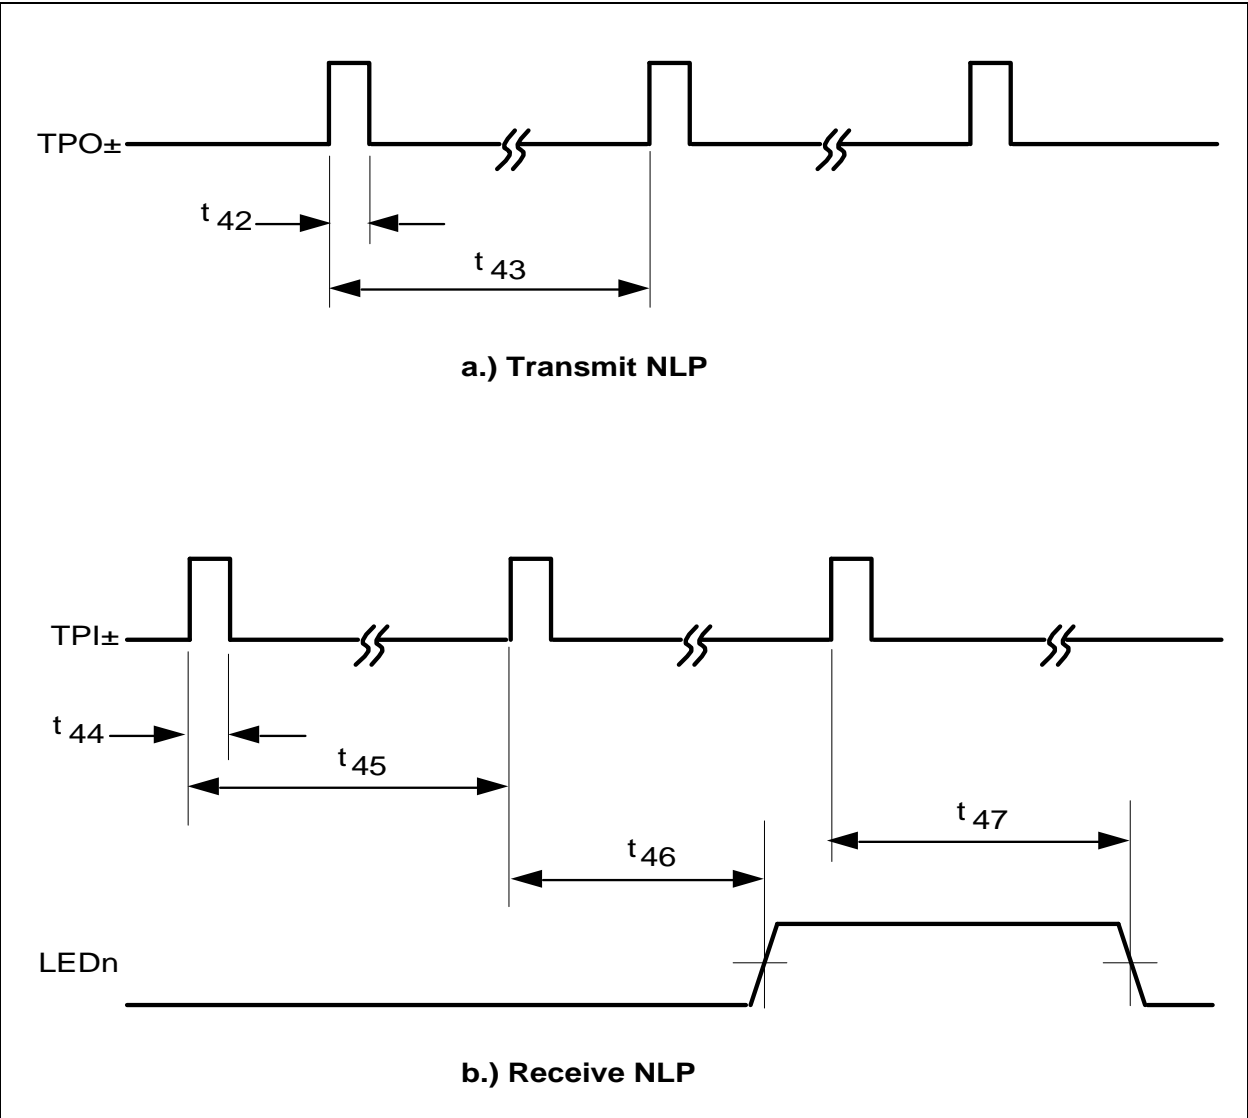 TPO±
t 42
t 43
a.) Transmit NLP
TPI±
t 44
t 45
t 47
t 46
LEDn
b.) Receive NLP